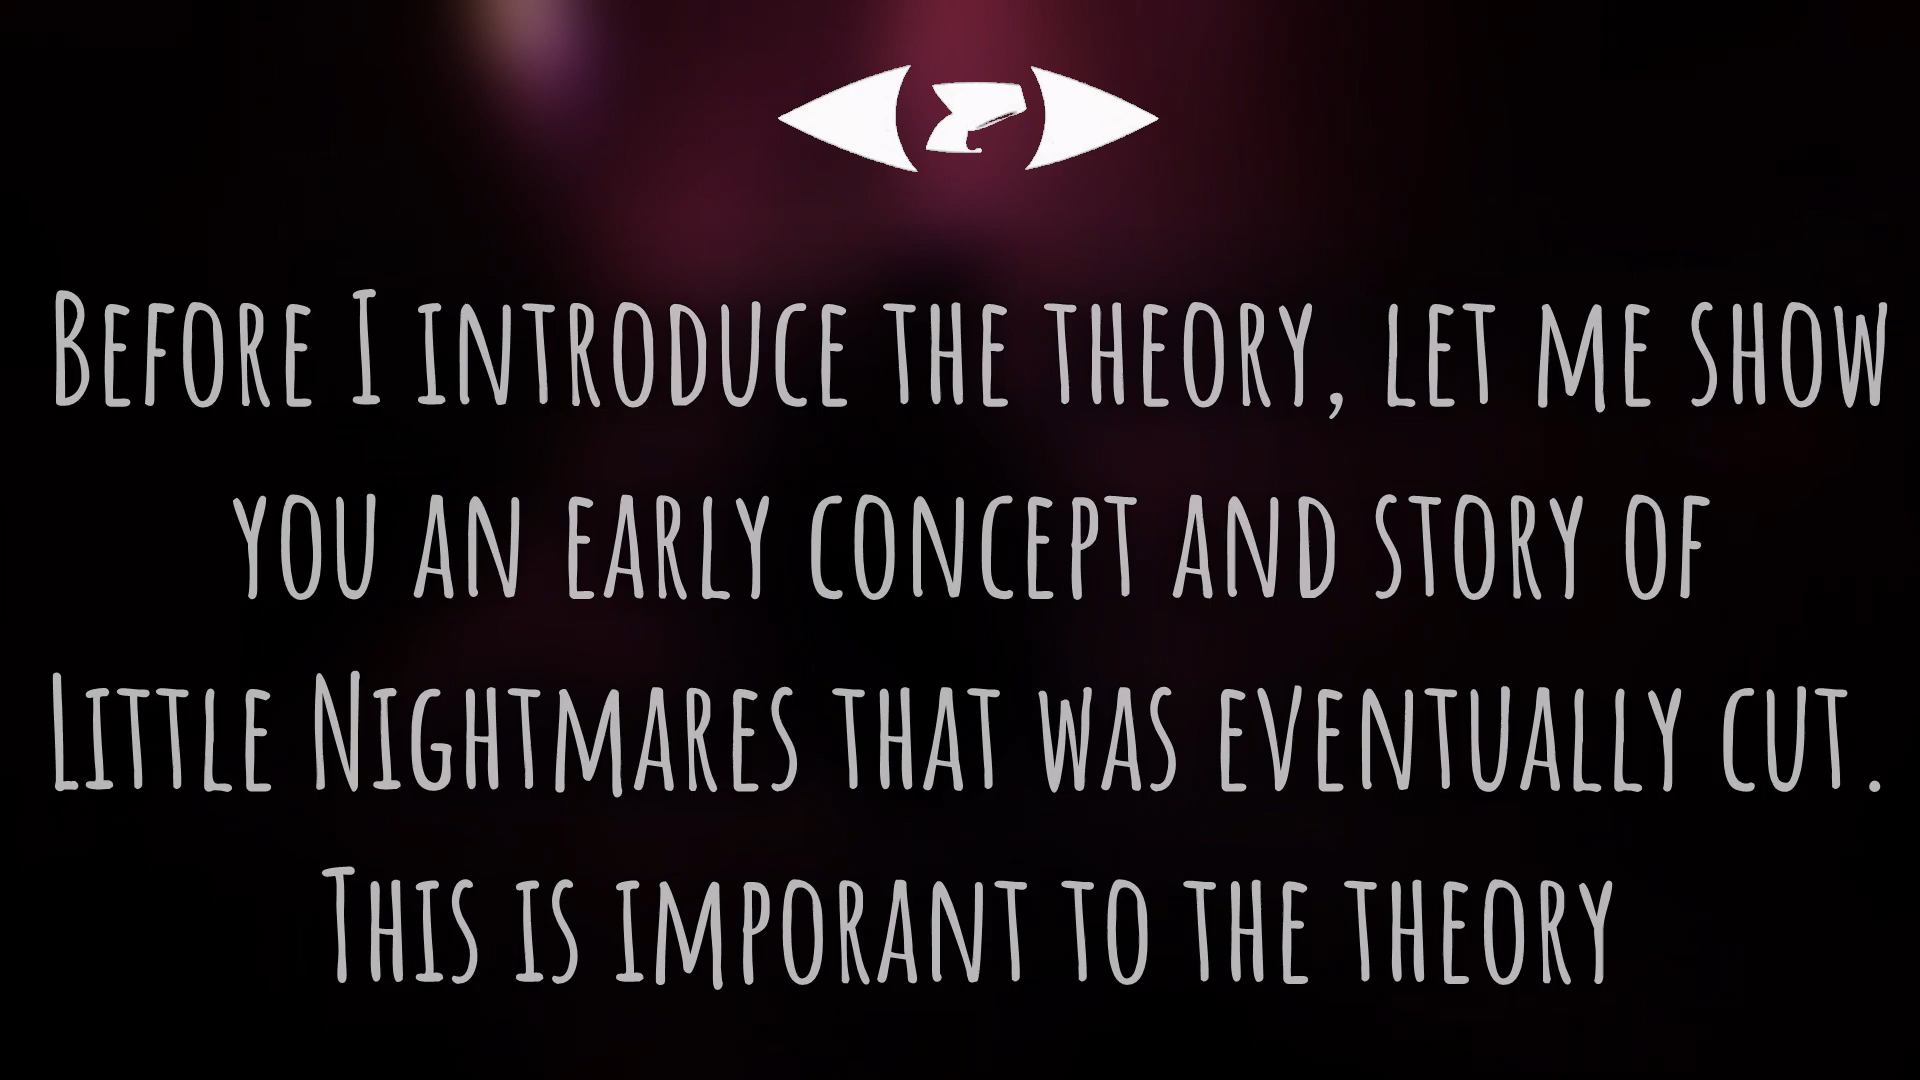 Before I introduce the theory, let me show
you an early concept and story of
Little Nightmares that was eventually cut.
This is imporant to the theory